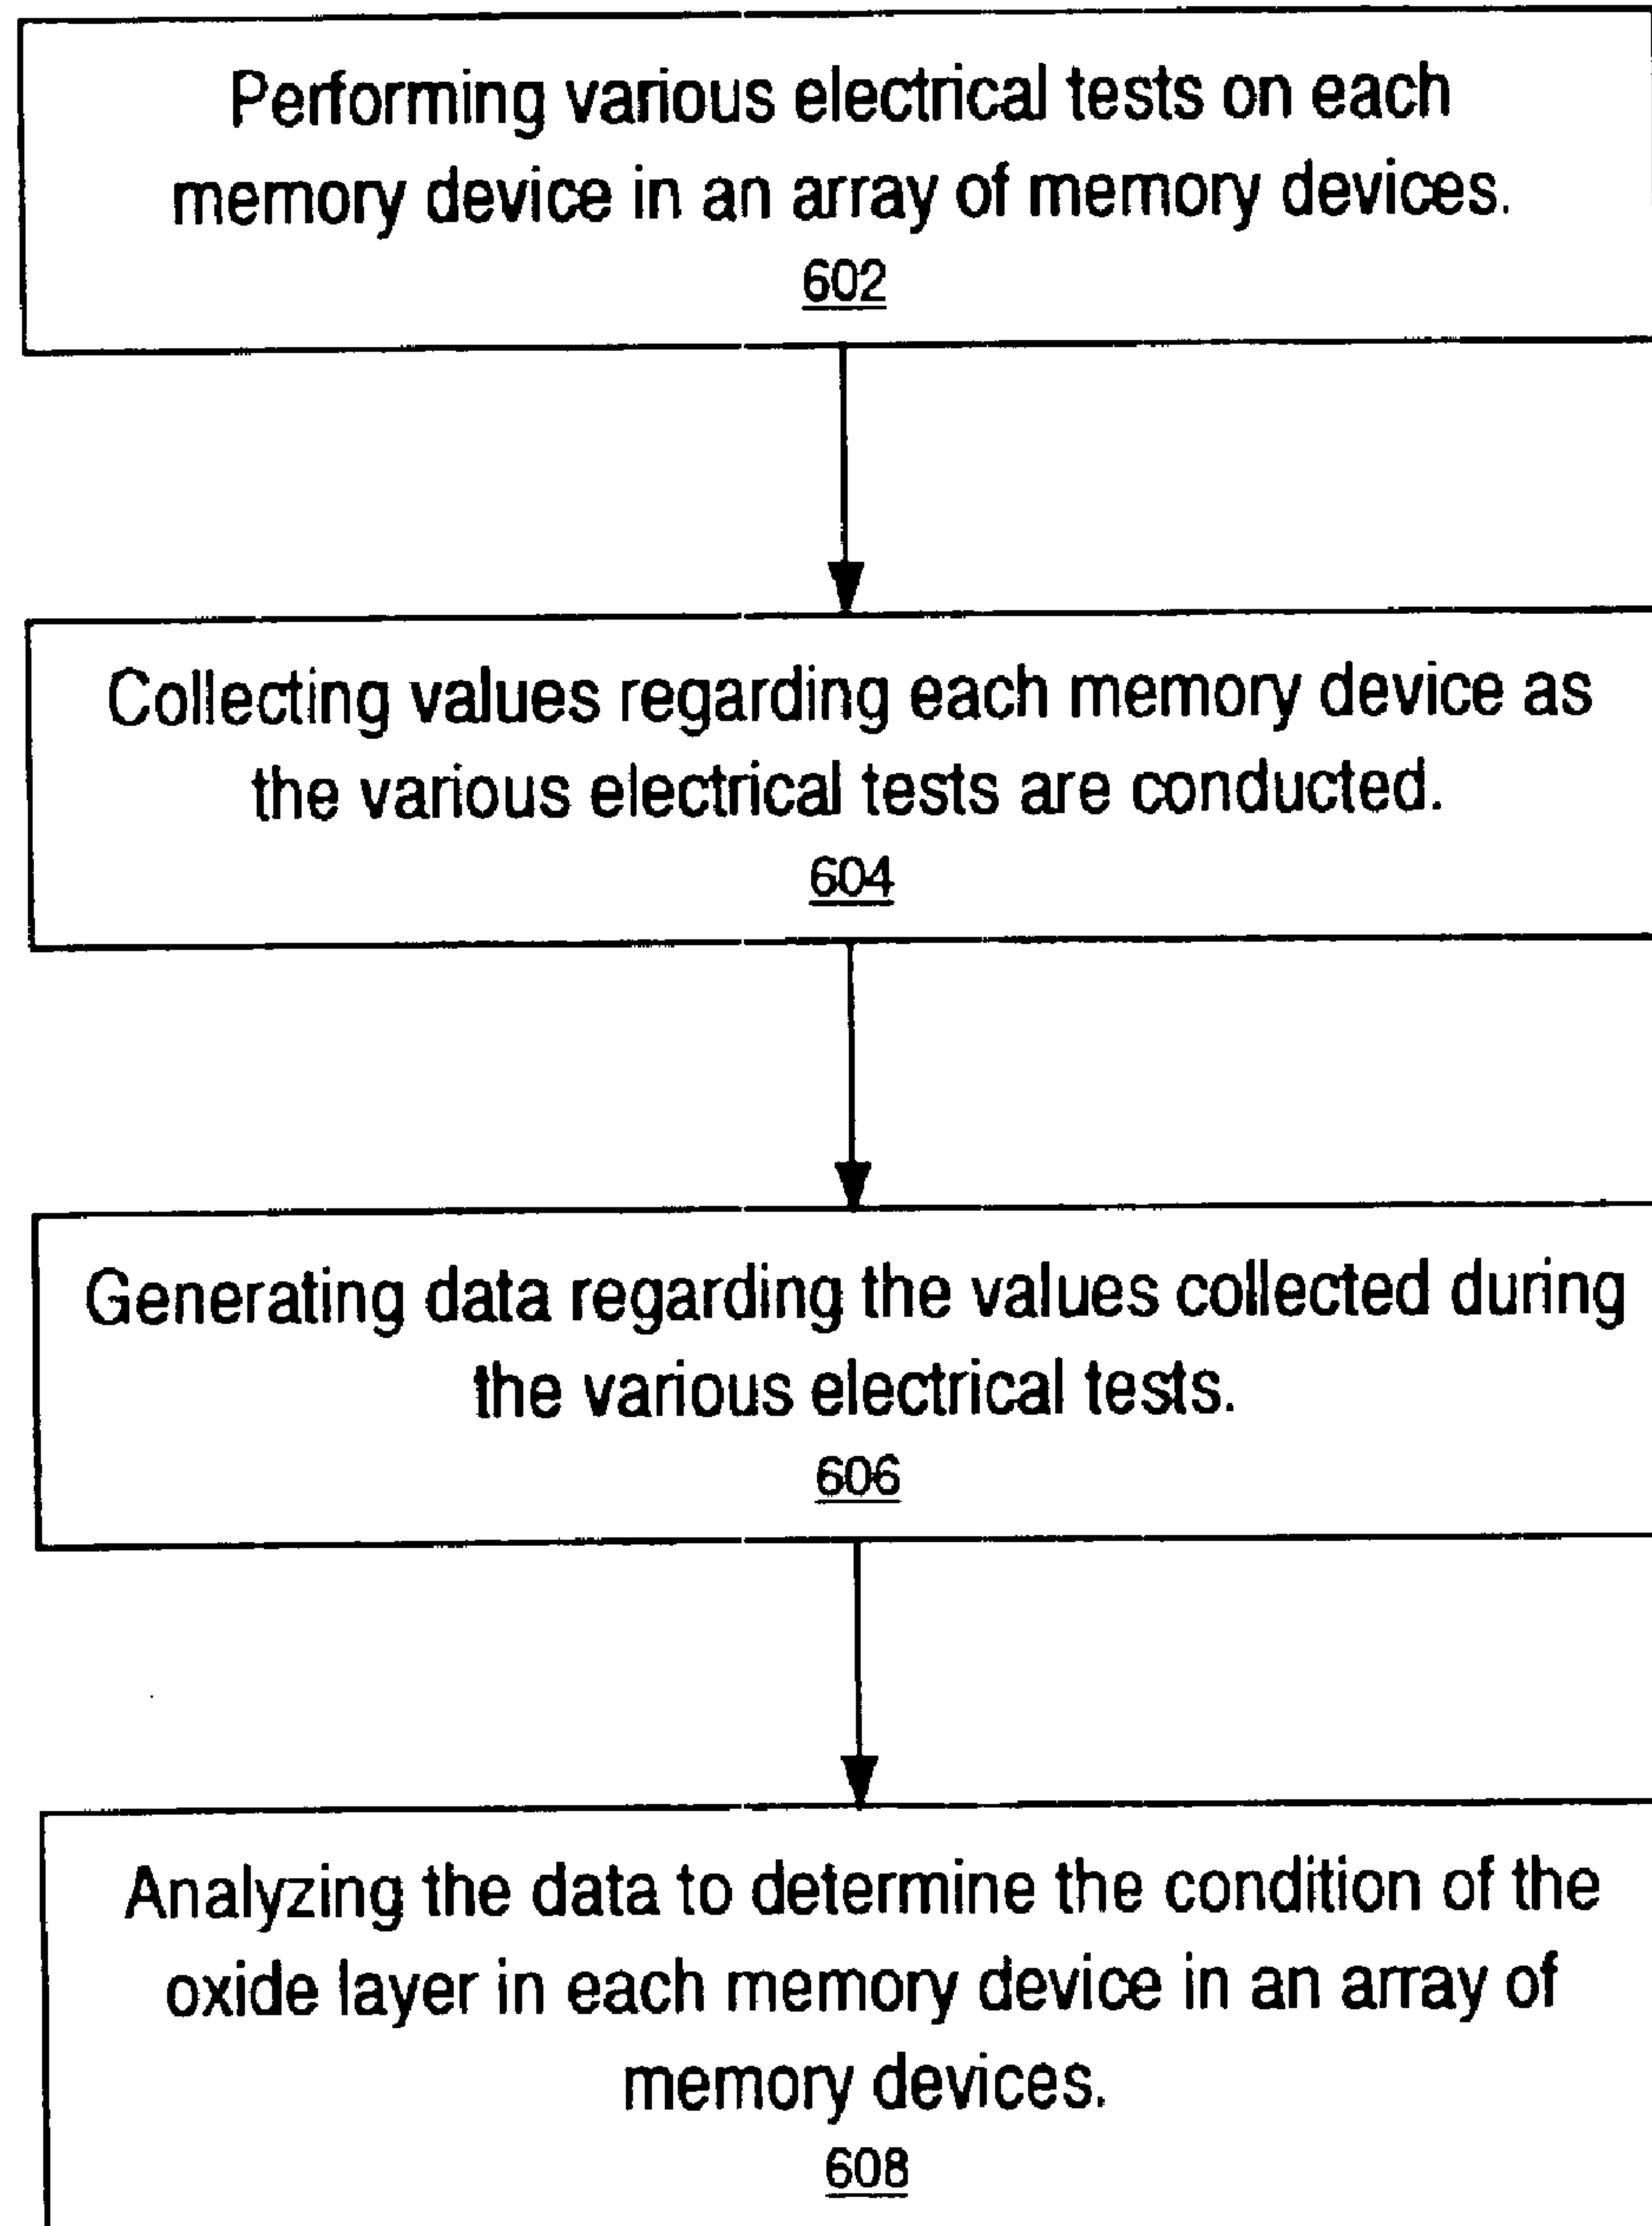 Performing various electrical tests on each
memory device in an array of memory devices.
602
Collecting values regarding each memory device as
the various electrical tests are conducted.
604
Generating data regarding the values collected during
the various electrical tests.
606
Analyzing the data to determine the condition of the
oxide layer in each memory device in an array of
memory devices.
608